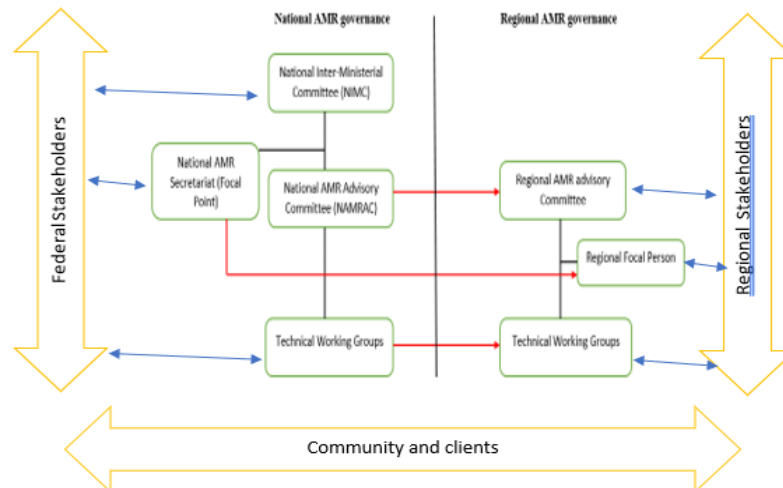 National AMR governance
Regional AMR governance
National Inter-Ministerial
Committee (NIMC)
National AMR
Secretariat (Focal
Point)
National AMR Advisory
Committee (NAMRAC)
Regional AMR advisory
Committee
Regional Focal Person
Technical Working Groups
Technical Working Groups
Federal Stakeholders
Regional Stakeholders
Community and clients